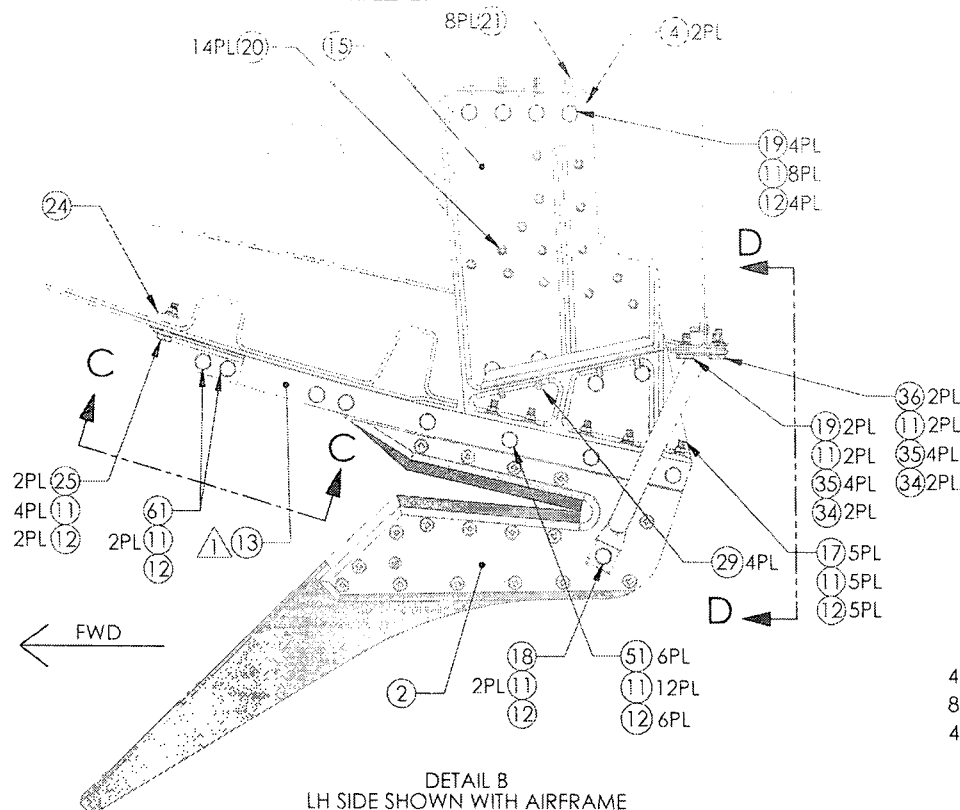 8PL 21
4 2PL
14PL 20
15
19 4PL
11 8PL
12 4PL
24
D
C
C
36 2PL
11 2PL
35 4PL
34 2PL
19 2PL
11 2PL
35 4PL
34 2PL
2PL 25
4PL 11
2PL 12
61
2PL 11
12
1 13
29 4PL
17 5PL
11 5PL
12 5PL
D
FWD
2
18
2PL 11
12
51 6PL
11 12PL
12 6PL
4
8
4
DETAIL B
LH SIDE SHOWN WITH AIRFRAME